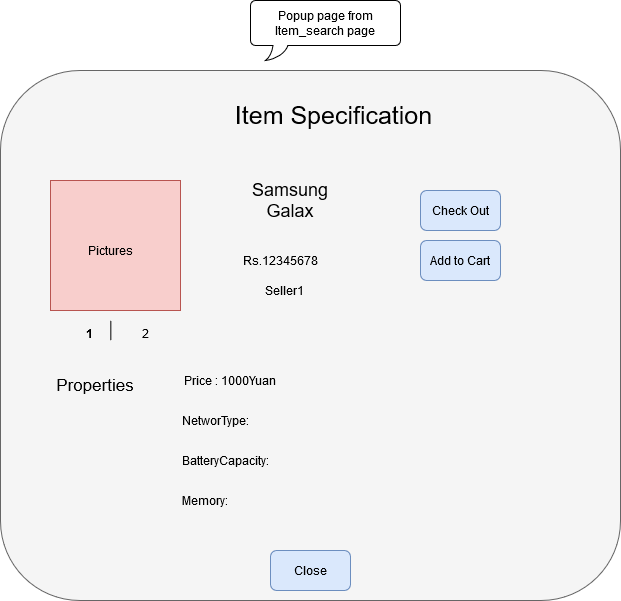 Popup page from
Item_search page
Item Specification
Samsung
Galax
Check Out
Pictures
Rs.12345678
Add to Cart
Seller1
1
2
Properties
Price : 1000Yuan
NetworType:
BatteryCapacity:
Memory:
Close